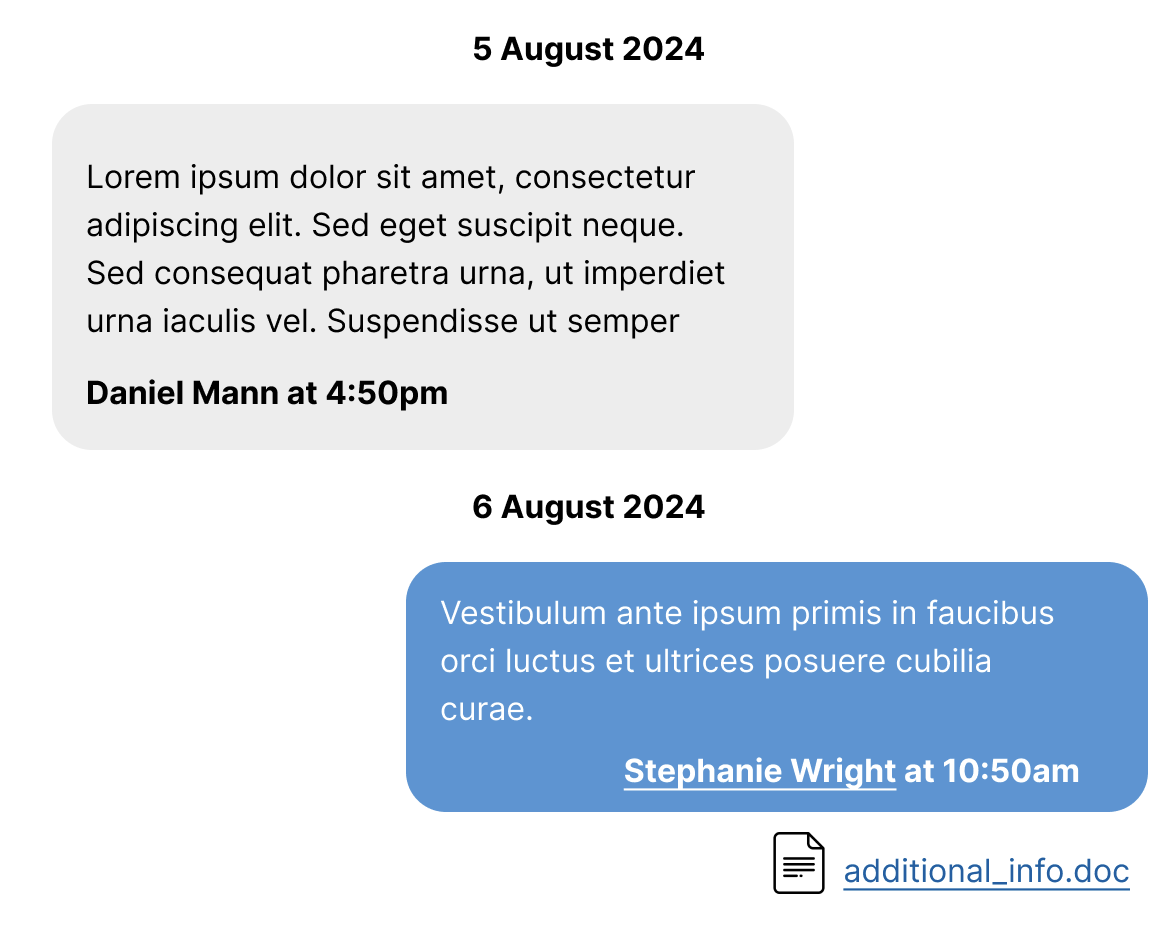 5 August 2024
Lorem ipsum dolor sit amet, consectetur
adipiscing elit. Sed eget suscipit neque.
Sed consequat pharetra urna, ut imperdiet
urna iaculis vel. Suspendisse ut semper
Daniel Mann at 4:50pm
6 August 2024
Vestibulum ante ipsum primis in faucibus
orci luctus et ultrices posuere cubilia
curae.
Stephanie Wright at 10:50am
additional_info.doc